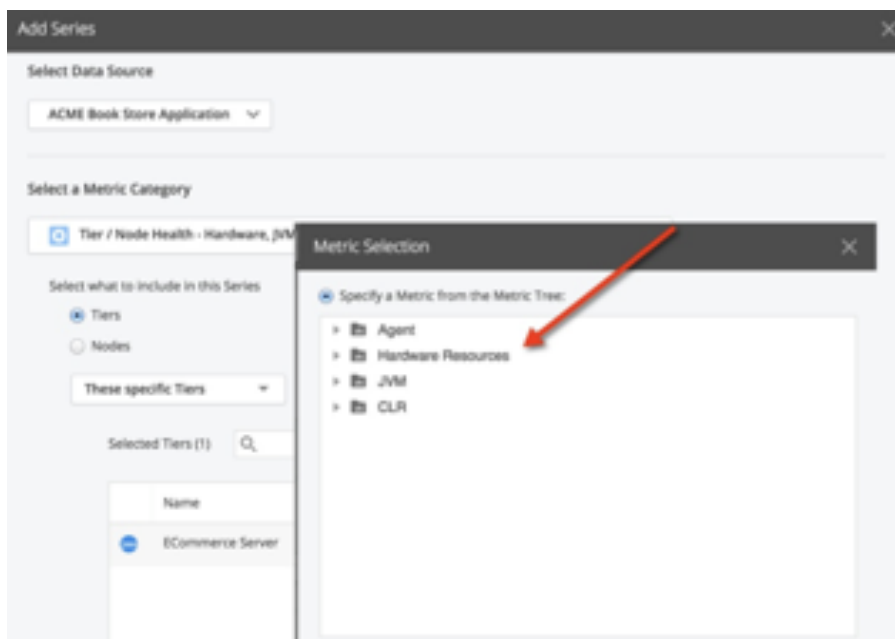 Add Series
Select Data Source
ACME Book Store Application
Select a Metric Category
Tier / Node Health - Hardware, JVM
Metric Selection
Select what to include in this Series
Tiers
Nodes
These specific Tiers
Selected Tiers (1)
Name
ECommerce Server
Specify a Metric from the Metric Tree:
Agent
Hardware Resources
JVM
CLR